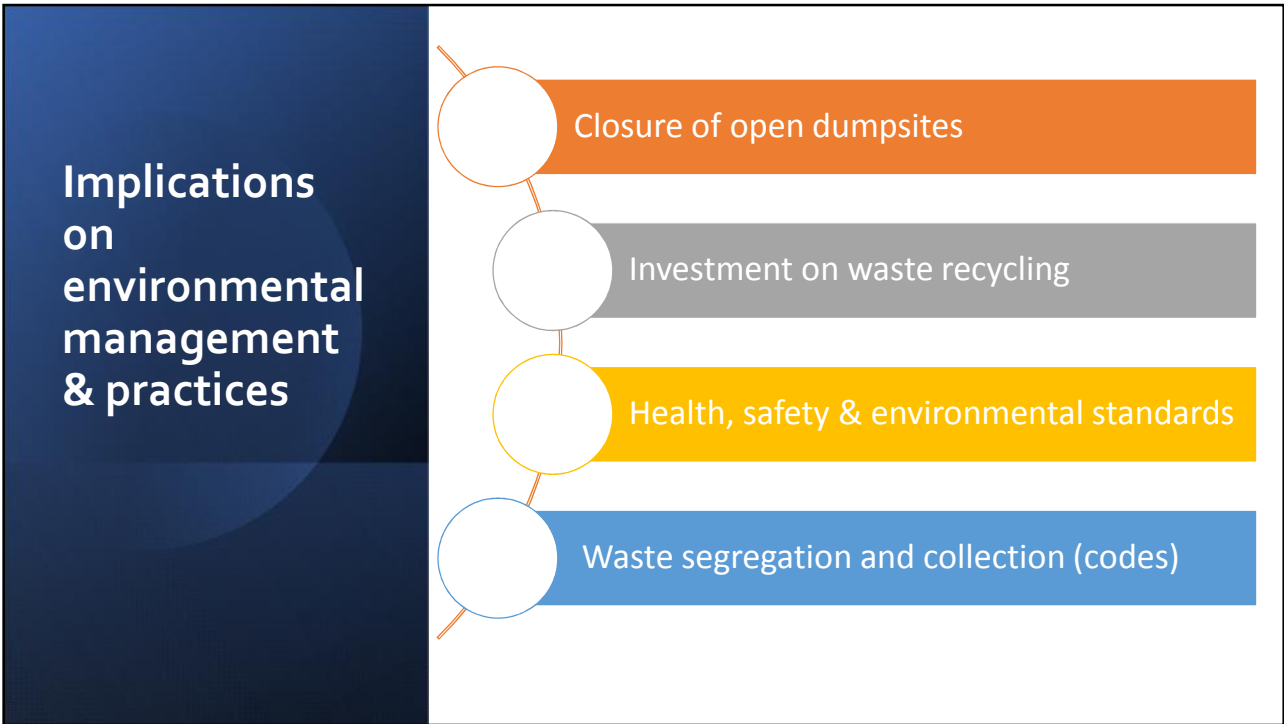 Implications
on
environmental
management
& practices
Closure of open dumpsites
Investment on waste recycling
Health, safety & environmental standards
Waste segregation and collection (codes)